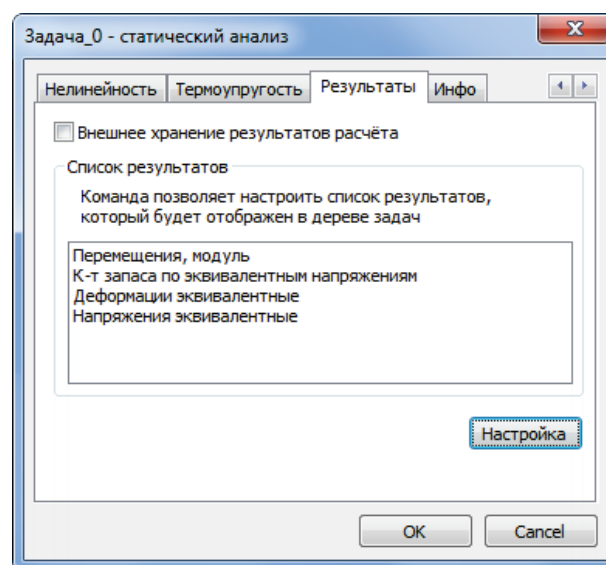 Задача_0 - статический анализ
Нелинейность Термоупругость Результаты Инфо
Внешнее хранение результатов расчёта
Список результатов
Команда позволяет настроить список результатов,
который будет отображен в дереве задач
Перемещения, модуль
К-т запаса по эквивалентным напряжениям
Деформации эквивалентные
Напряжения эквивалентные
Настройка
OK Cancel